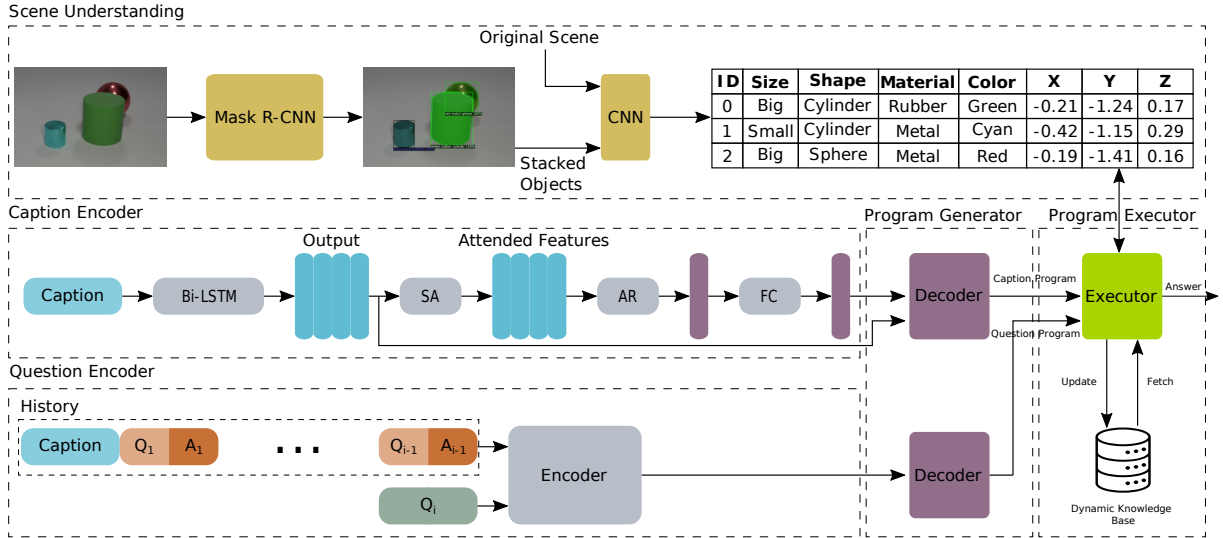 Scene Understanding
Original Scene
Mask R-CNN
CNN
Stacked
Objects
ID Size Shape Material Color X Y Z
0 Big Cylinder Rubber Green -0.21 -1.24 0.17
1 Small Cylinder Metal Cyan -0.42 -1.15 0.29
2 Big Sphere Metal Red -0.19 -1.41 0.16
Caption Encoder
Program Generator
Program Executor
Output
Attended Features
Caption
Bi-LSTM
SA
AR
FC
Decoder
Caption Program
Question Program
Executor
Answer
Update
Fetch
Dynamic Knowledge
Base
Question Encoder
History
Caption Q1 A1 ... Qi-1 Ai-1
Encoder
Qi
Decoder